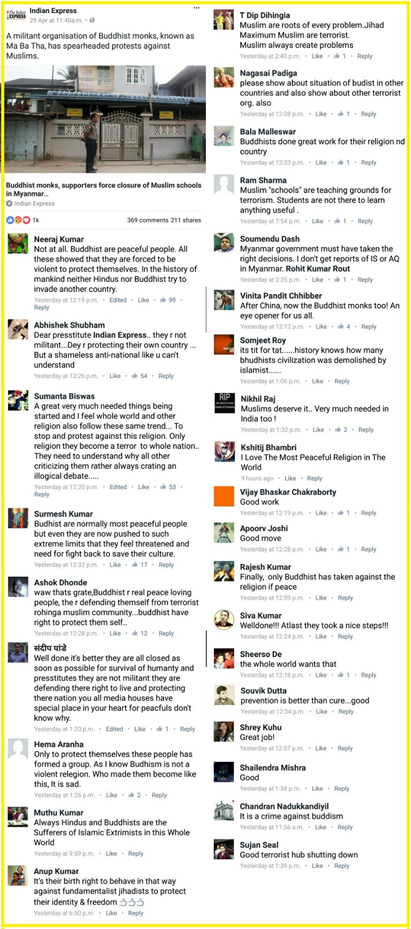 The Indian EXPRESS
Indian Express
29 Apr at 11:40a.m. ·
A militant organisation of Buddhist monks, known as
Ma Ba Tha, has spearheaded protests against
Muslims.
Buddhist monks, supporters force closure of Muslim schools
in Myanmar..
Indian Express
1k
369 comments 211 shares
Neeraj Kumar
Not at all. Buddhist are peaceful people. All
these showed that they are forced to be
violent to protect themselves. In the history of
mankind neither Hindus nor Buddhist try to
invade another country.
Yesterday at 12:19 p.m. · Edited · Like · 99 ·
Reply
Abhishek Shubham
Dear presstitute Indian Express.. they r not
militant...Dey r protecting their own country ...
But a shameless anti-national like u can't
understand
Yesterday at 12:26 p.m. · Like · 54 · Reply
Sumanta Biswas
A great very much needed things being
started and I feel whole world and other
religion also follow these same trend... To
stop and protest against this religion. Only
religion they become a terror to whole nation..
They need to understand why all other
criticizing them rather always crating an
illogical debate.....
Yesterday at 12:20 p.m. · Edited · Like · 53 ·
Reply
Surmesh Kumar
Budhist are normally most peaceful people
but even they are now pushed to such
extreme limits that they feel threatened and
need for fight back to save their culture.
Yesterday at 12:32 p.m. · Like · 17 · Reply
Ashok Dhonde
waw thats grate,Buddhist r real peace loving
people, the r defending themself from terrorist
rohinga muslim community...buddhist have
right to protect them self..
Yesterday at 12:28 p.m. · Like · 12 · Reply
संदीप पांडे
Well done it's better they are all closed as
soon as possible for survival of humanity and
presstitutes they are not militant they are
defending there right to live and protecting
there nation you all media houses have
special place in your heart for peacfuls don't
know why.
Yesterday at 1:20 p.m. · Edited · Like · 1 · Reply
Hema Aranha
Only to protect themselves these people has
formed a group. As I know Budhism is not a
violent relegion. Who made them become like
this, It is sad.
Yesterday at 1:26 p.m. · Like · 2 · Reply
Muthu Kumar
Always Hindus and Buddhists are the
Sufferers of Islamic Extrimists in this Whole
World
Yesterday at 9:59 p.m. · Like · Reply
Anup Kumar
It's their birth right to behave in that way
against fundamentalist jihadists to protect
their identity & freedom 👍👍👍
Yesterday at 6:50 p.m. · Like · Reply
T Dip Dihingia
Muslim are roots of every problem.Jihad
Maximum Muslim are terrorist.
Muslim always create problems
Yesterday at 2:40 p.m. · Like · 1 · Reply
Nagasai Padiga
please show about situation of budist in other
countries and also show about other terrorist
org. also
Yesterday at 12:08 p.m. · Like · 1 · Reply
Bala Malleswar
Buddhists done great work for their religion nd
country
Yesterday at 12:33 p.m. · Like · 1 · Reply
Ram Sharma
Muslim "schools" are teaching grounds for
terrorism. Students are not there to learn
anything useful .
Yesterday at 7:54 p.m. · Like · 1 · Reply
Soumendu Dash
Myanmar government must have taken the
right decisions. I don't get reports of IS or AQ
in Myanmar. Rohit Kumar Rout
Yesterday at 2:35 p.m. · Like · 1 · Reply
Vinita Pandit Chhibber
After China, now the Buddhist monks too! An
eye opener for us all.
Yesterday at 12:12 p.m. · Like · 4 · Reply
Somjeet Roy
its tit for tat......history knows how many
bhudhists civilization was demolished by
islamist......
Yesterday at 1:06 p.m. · Like · Reply
RIP
Nikhil Raj
Muslims deserve it.. Very much needed in
India too !
Yesterday at 1:32 p.m. · Like · 2 · Reply
Kshitij Bhambri
I Love The Most Peaceful Religion in The
World
9 hours ago · Like · Reply
Vijay Bhaskar Chakraborty
Good work
Yesterday at 12:19 p.m. · Like · 1 · Reply
Apoorv Joshi
Good move
Yesterday at 12:28 p.m. · Like · 1 · Reply
Rajesh Kumar
Finally, only Buddhist has taken against the
religion if peace
Yesterday at 12:59 p.m. · Like · Reply
Siva Kumar
Welldone!!! Atlast they took a nice steps!!!
Yesterday at 12:24 p.m. · Like · Reply
Sheerso De
the whole world wants that
Yesterday at 12:18 p.m. · Like · 1 · Reply
Souvik Dutta
prevention is better than cure...good
Yesterday at 12:34 p.m. · Like · Reply
Shrey Kuhu
Great job!
Yesterday at 12:57 p.m. · Like · Reply
Shailendra Mishra
Good
Yesterday at 1:38 p.m. · Like · Reply
Chandran Nadukkandiyil
It is a crime against buddism
Yesterday at 11:56 a.m. · Like · Reply
Sujan Seal
Good terrorist hub shutting down
Yesterday at 1:39 p.m. · Like · Reply